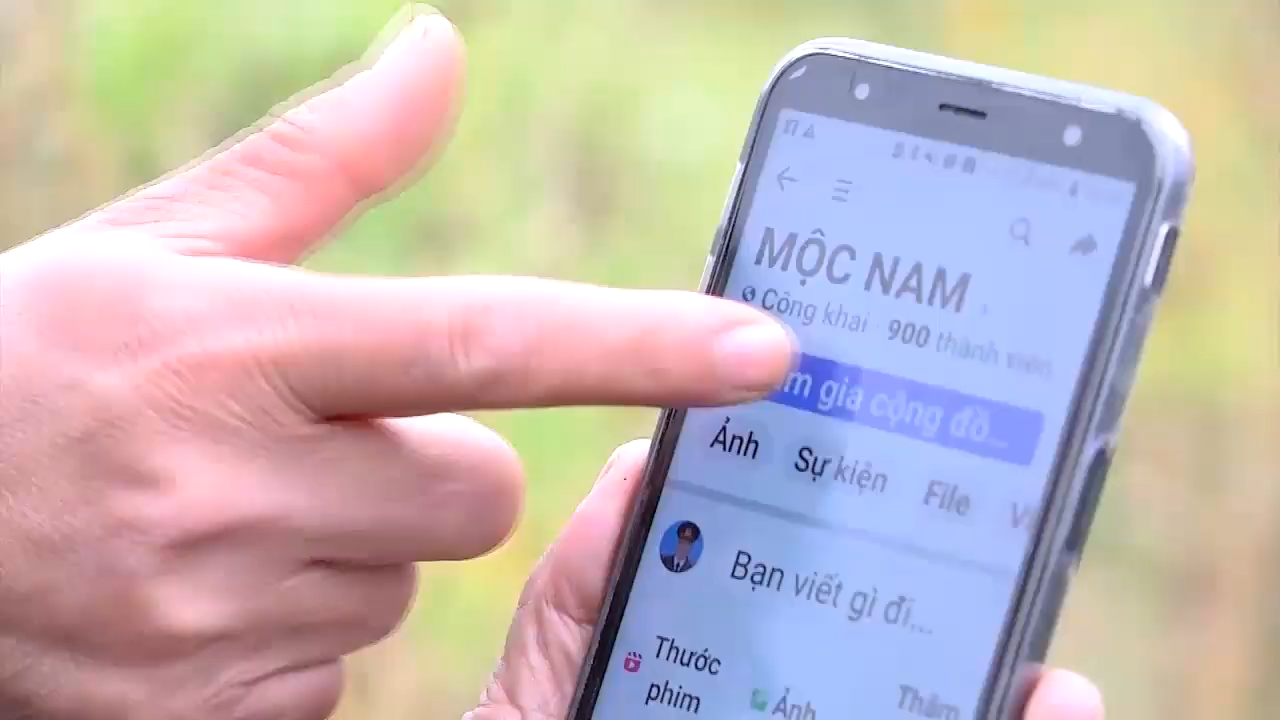 MỘC NAM
Công khai · 900 thành viên
gia cộng đồ...
Ảnh Sự kiện File
Bạn viết gì đi...
Thước phim
Ảnh
Thăm